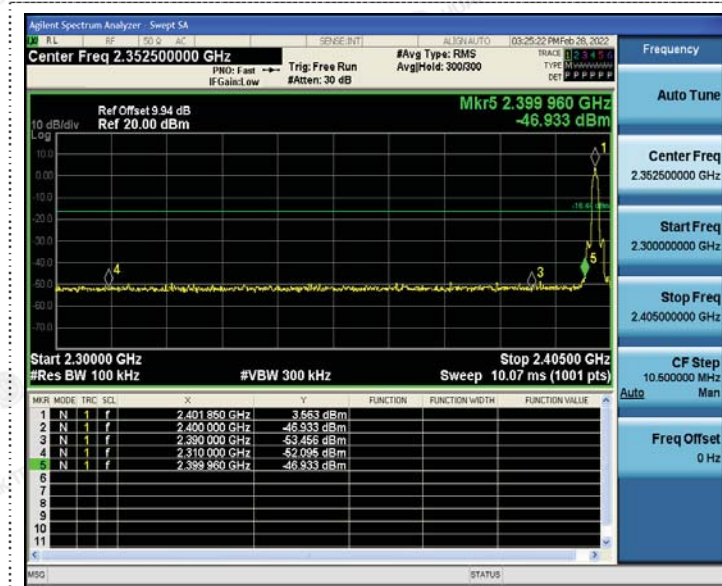 Agilent Spectrum Analyzer - Swept SA
RL RF 50 Ω AC SENSE:INT ALIGN AUTO 03:25:22 PM Feb 28, 2022
Center Freq 2.352500000 GHz
PNO: Fast Trig: Free Run
IFGain:Low #Atten: 30 dB
#Avg Type: RMS
Avg|Hold: 300/300
TRACE 1 2 3 4 5 6
TYPE M
DET P P P P P P
Ref Offset 9.94 dB
10 dB/div Ref 20.00 dBm
Log
Mkr5 2.399 960 GHz
-46.933 dBm
10.0
0.00
-10.0
-20.0
-30.0
-40.0
-50.0
-60.0
-70.0
1
4
3
5
Start 2.30000 GHz Stop 2.40500 GHz
#Res BW 100 kHz #VBW 300 kHz Sweep 10.07 ms (1001 pts)
MKR MODE TRC SCL X Y FUNCTION FUNCTION WIDTH FUNCTION VALUE
1 N 1 f 2.401 850 GHz 3.563 dBm
2 N 1 f 2.400 000 GHz -46.933 dBm
3 N 1 f 2.390 000 GHz -53.456 dBm
4 N 1 f 2.310 000 GHz -52.095 dBm
5 N 1 f 2.399 960 GHz -46.933 dBm
6
7
8
9
10
11
MSG STATUS
Frequency
Auto Tune
Center Freq
2.352500000 GHz
Start Freq
2.300000000 GHz
Stop Freq
2.405000000 GHz
CF Step
10.500000 MHz
Auto Man
Freq Offset
0 Hz